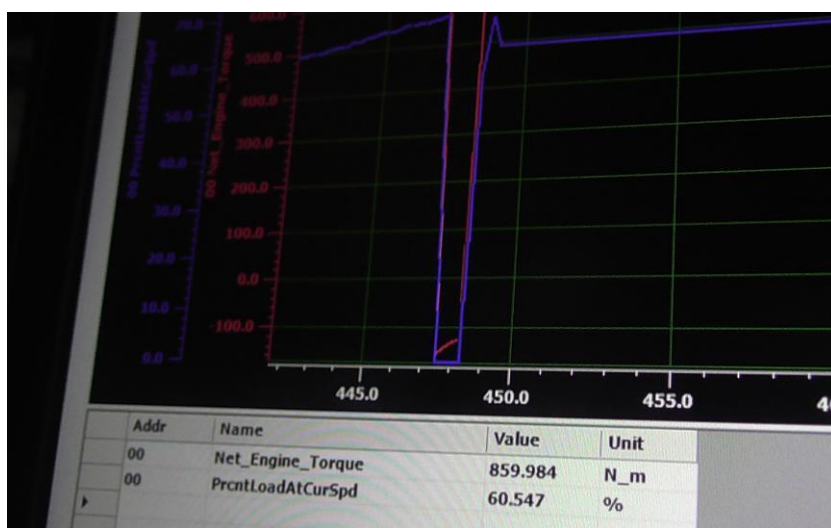 70.0
60.0
50.0
40.0
30.0
20.0
10.0
0.0
00 PrcntLoadAtCurSpd
600.0
500.0
400.0
300.0
200.0
100.0
0.0
-100.0
00 Net_Engine_Torque
445.0 450.0 455.0
Addr Name Value Unit
00 Net_Engine_Torque 859.984 N_m
00 PrcntLoadAtCurSpd 60.547 %